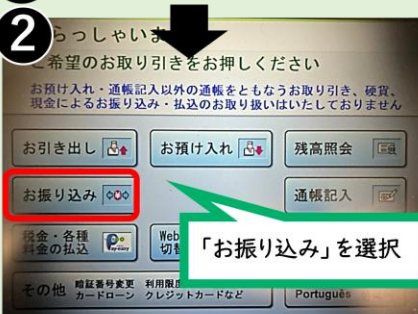 2
らっしゃいま
ご希望のお取り引きをお押しください
お預け入れ・通帳記入以外の通帳をともなうお取り引き、硬貨、
現金によるお振り込み・払込のお取り扱いはいたしておりません
お引き出し
お預け入れ
残高照会
お振り込み
通帳記入
「お振り込み」を選択
税金・各種
料金の払込
Pay-easy
Web
切替
その他
暗証番号変更
カードローン
利用限度
クレジットカードなど
Português